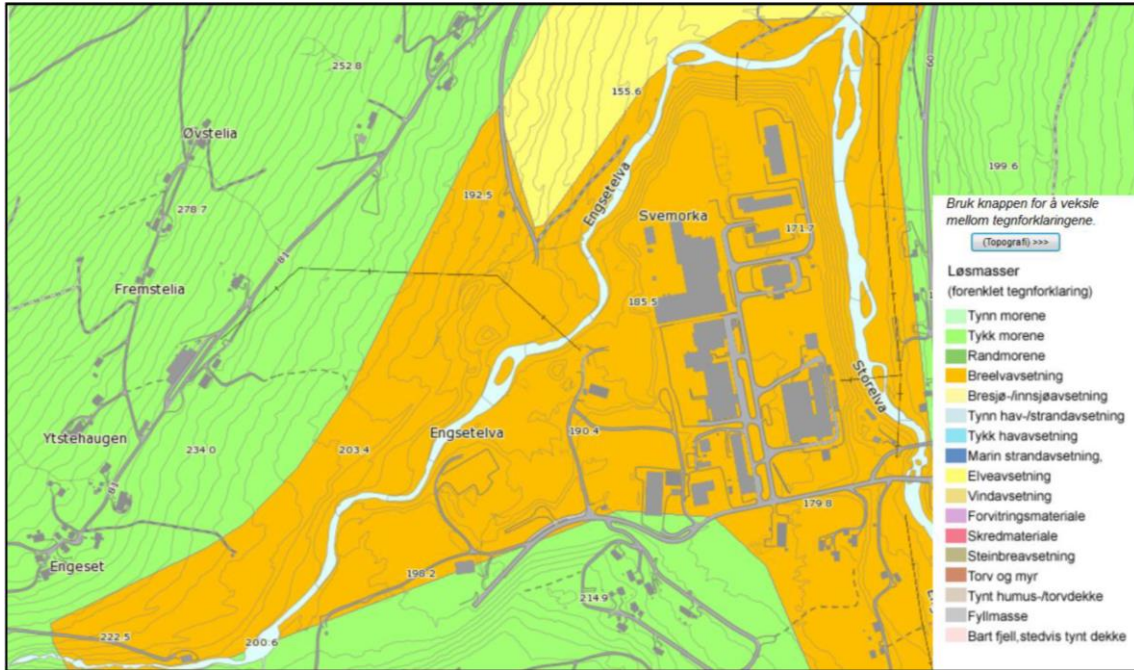 252.8
155.6
Øvstelia
199.6
Bruk knappen for å veksle
mellom tegnforklaringene.
(Topografi) >>>
192.5
Engsetelva
278.7
Svemorka
171.7
81
Fremstelia
185.5
Løsmasser
(forenklet tegnforklaring)
Tynn morene
Tykk morene
Randmorene
Breelvavsetning
Bresjø-/innsjøavsetning
Tynn hav-/strandavsetning
Tykk havavsetning
Marin strandavsetning,
Elveavsetning
Vindavsetning
Forvitringsmateriale
Skredmateriale
Steinbreavsetning
Torv og myr
Tynt humus-/torvdekke
Fyllmasse
Bart fjell,stedvis tynt dekke
Storelva
Ytstehaugen
234.0
203.4
Engsetelva
190.4
81
179.8
Engeset
198.2
214.9
222.5
200.6